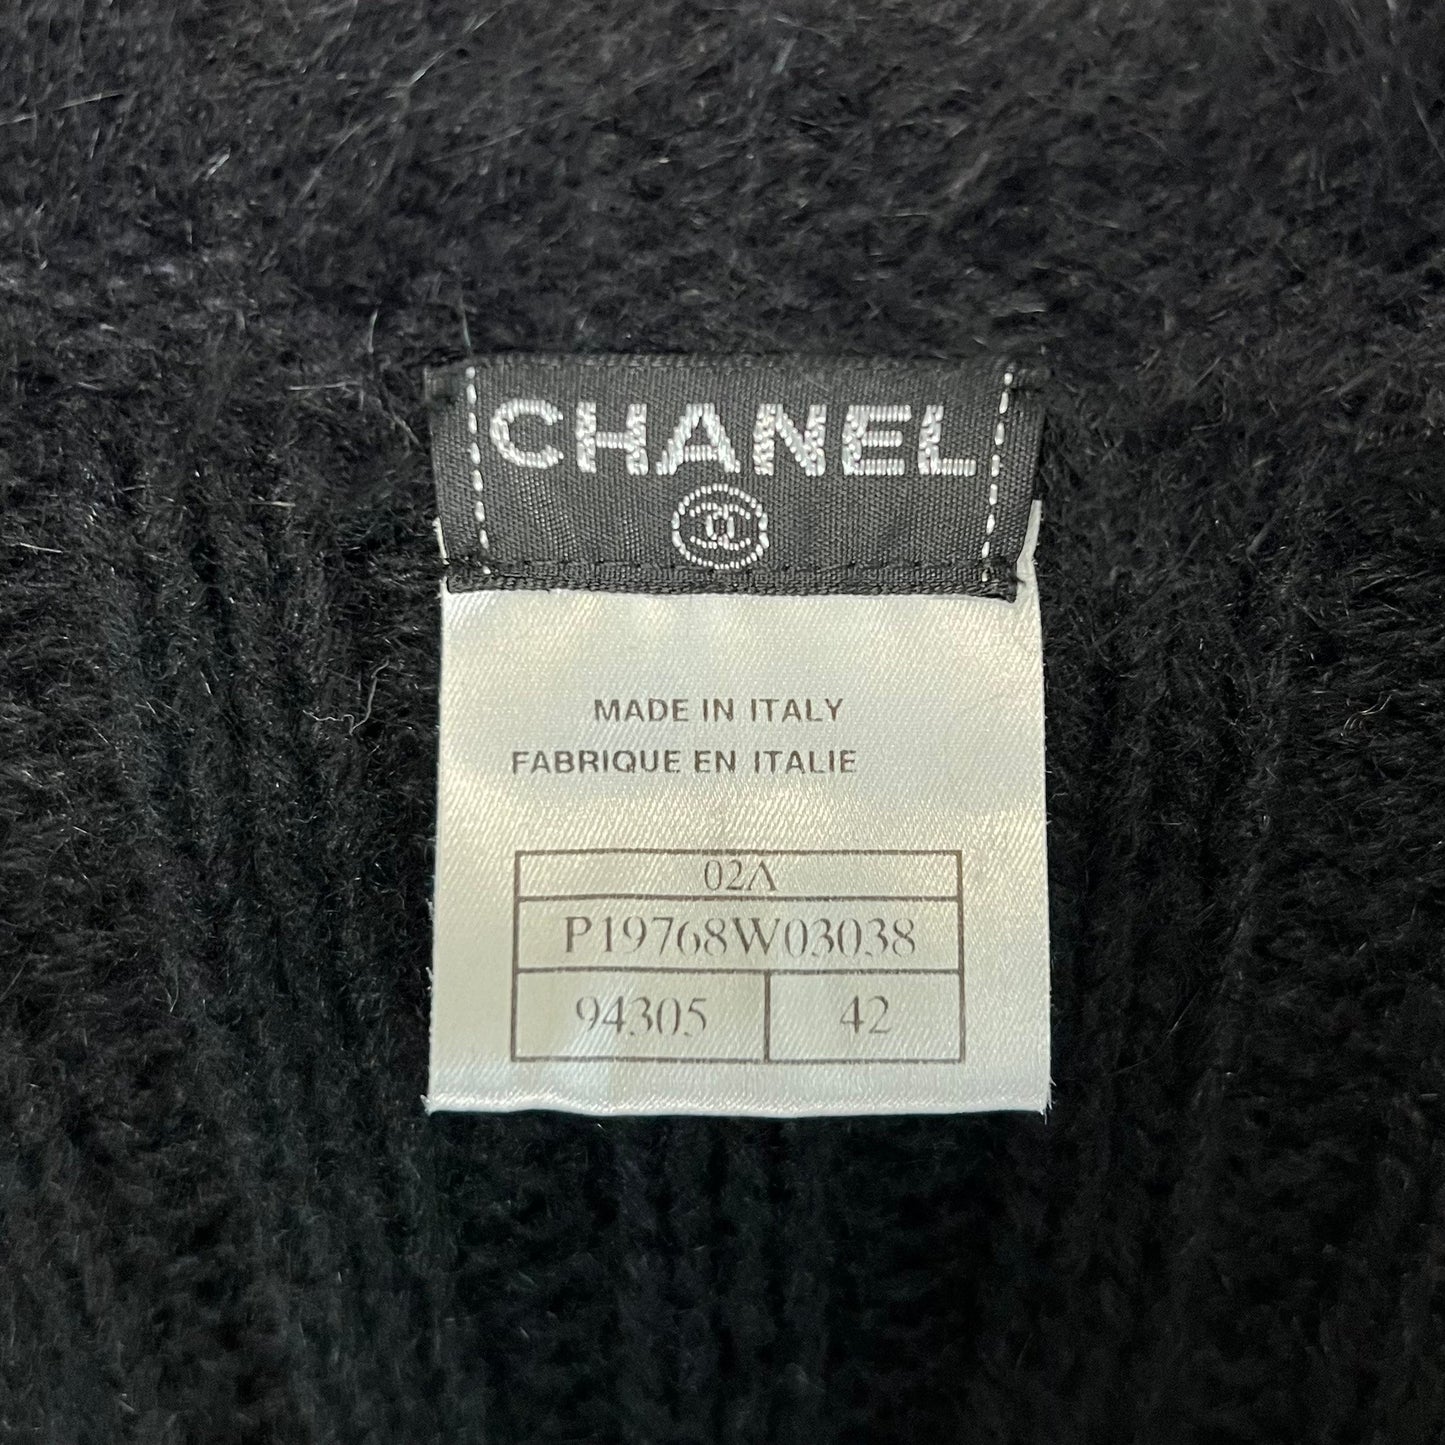 CHANEL
MADE IN ITALY
FABRIQUE EN ITALIE
02A
P19768W03038
94305 42